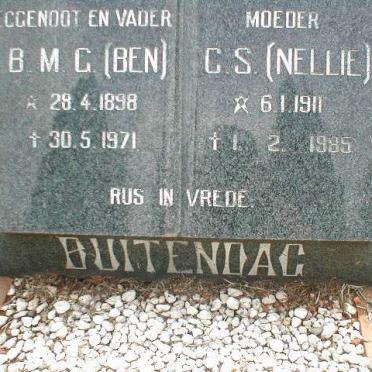 CGENOOT EN VADER
B.M.G. (BEN)
☆ 28.4.1898
✝ 30.5.1971
MOEDER
C.S. (NELLIE)
☆ 6.1.1911
✝ 1.2.1985
RUS IN VREDE.
BUITENDAG